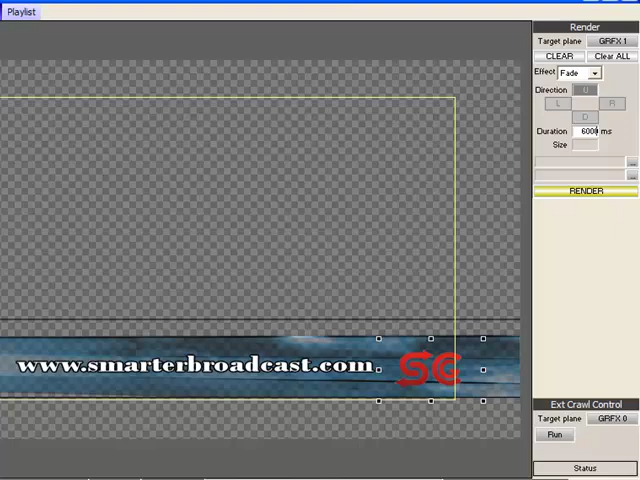 Playlist
Render
Target plane GRFX 1
CLEAR Clear ALL
Effect Fade
Direction U
L R
D
Duration 6000 ms
Size
... 
...
RENDER
www.smarterbroadcast.com
Ext Crawl Control
Target plane GRFX 0
Run
Status